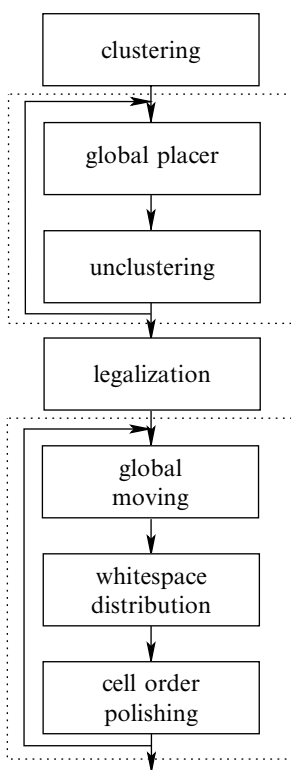 clustering
global placer
unclustering
legalization
global
moving
whitespace
distribution
cell order
polishing